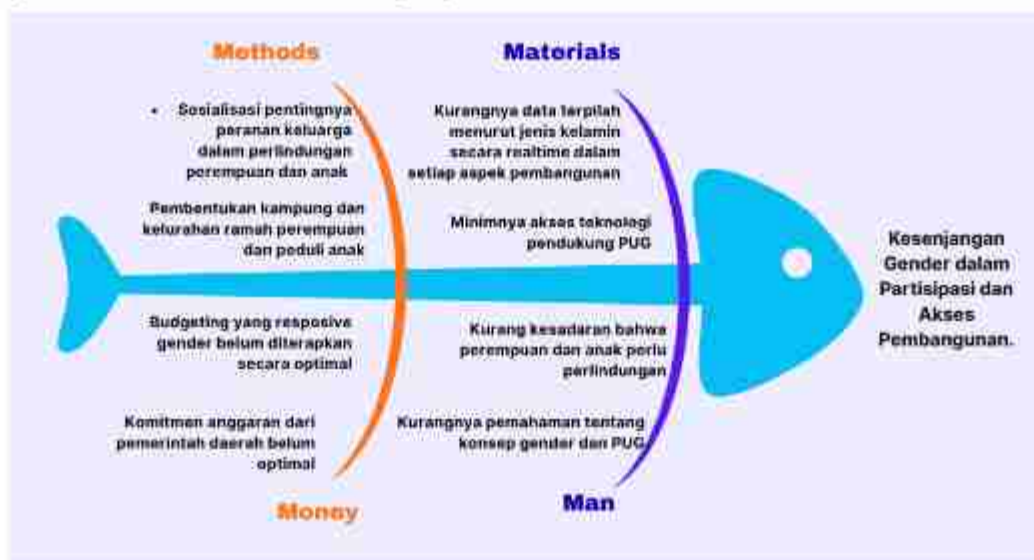 Methods
• Sosialisasi pentingnya
peranan keluarga
dalam perlindungan
perempuan dan anak
Pembentukan kampung dan
kelurahan ramah perempuan
dan peduli anak
Materials
Kurangnya data terpilah
menurut jenis kelamin
secara realtime dalam
setiap aspek pembangunan
Minimnya akses teknologi
pendukung PUG
Budgeting yang resposive
gender belum diterapkan
secara optimal
Komitmen anggaran dari
pemerintah daerah belum
optimal
Money
Kurang kesadaran bahwa
perempuan dan anak perlu
perlindungan
Kurangnya pemahaman tentang
konsep gender dan PUG
Man
Kesenjangan
Gender dalam
Partisipasi dan
Akses
Pembangunan.